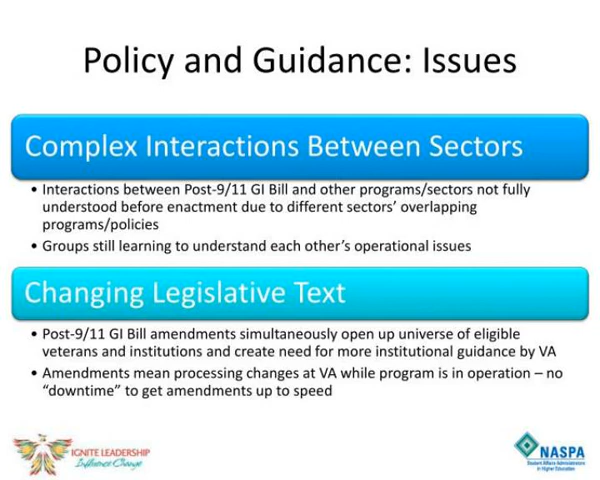 Policy and Guidance: Issues
Complex Interactions Between Sectors
• Interactions between Post-9/11 GI Bill and other programs/sectors not fully
understood before enactment due to different sectors’ overlapping
programs/policies
• Groups still learning to understand each other’s operational issues
Changing Legislative Text
• Post-9/11 GI Bill amendments simultaneously open up universe of eligible
veterans and institutions and create need for more institutional guidance by VA
• Amendments mean processing changes at VA while program is in operation – no
“downtime” to get amendments up to speed
IGNITE LEADERSHIP
Influence Change
NASPA
Student Affairs Administrators
in Higher Education